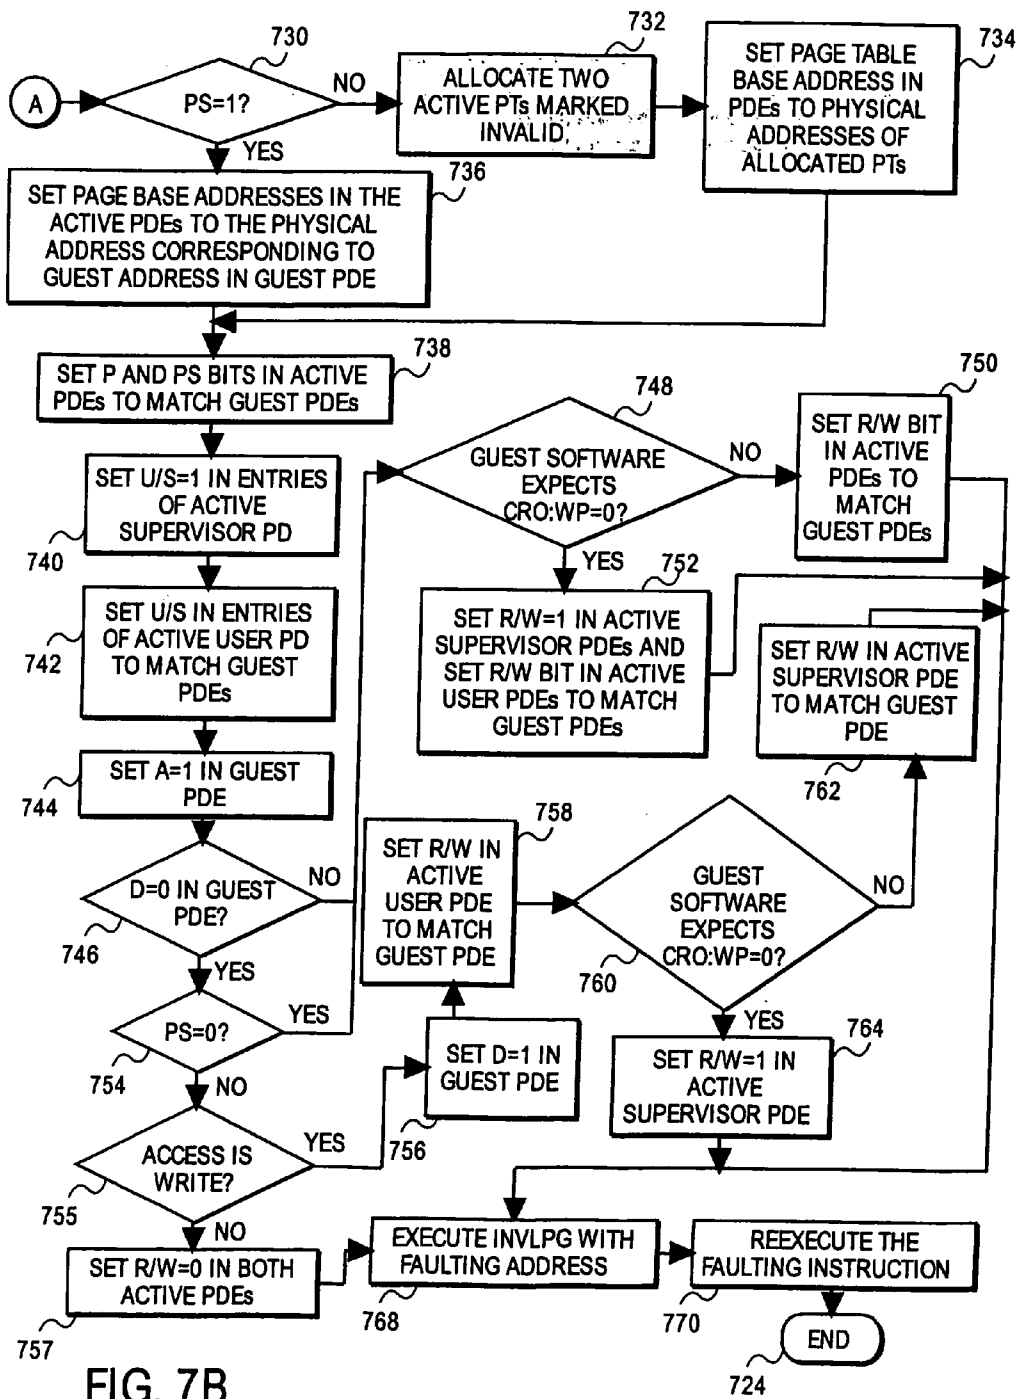 730
732
734
A
PS=1?
NO
YES
ALLOCATE TWO
ACTIVE PTs MARKED
INVALID
SET PAGE TABLE
BASE ADDRESS IN
PDEs TO PHYSICAL
ADDRESSES OF
ALLOCATED PTs
736
SET PAGE BASE ADDRESSES IN THE
ACTIVE PDEs TO THE PHYSICAL
ADDRESS CORRESPONDING TO
GUEST ADDRESS IN GUEST PDE
738
SET P AND PS BITS IN ACTIVE
PDEs TO MATCH GUEST PDEs
740
SET U/S=1 IN ENTRIES
OF ACTIVE
SUPERVISOR PD
742
SET U/S IN ENTRIES
OF ACTIVE USER PD
TO MATCH GUEST
PDEs
744
SET A=1 IN GUEST
PDE
746
D=0 IN GUEST
PDE?
NO
YES
748
GUEST SOFTWARE
EXPECTS
CRO:WP=0?
NO
YES
750
SET R/W BIT
IN ACTIVE
PDEs TO
MATCH
GUEST PDEs
752
SET R/W=1 IN ACTIVE
SUPERVISOR PDEs AND
SET R/W BIT IN ACTIVE
USER PDEs TO MATCH
GUEST PDEs
754
PS=0?
YES
NO
755
ACCESS IS
WRITE?
YES
NO
756
SET D=1 IN
GUEST PDE
757
SET R/W=0 IN BOTH
ACTIVE PDEs
758
SET R/W IN
ACTIVE
USER PDE
TO MATCH
GUEST PDE
760
GUEST
SOFTWARE
EXPECTS
CRO:WP=0?
NO
YES
762
SET R/W IN ACTIVE
SUPERVISOR PDE
TO MATCH GUEST
PDE
764
SET R/W=1 IN
ACTIVE
SUPERVISOR PDE
768
EXECUTE INVLPG WITH
FAULTING ADDRESS
770
REEXECUTE THE
FAULTING INSTRUCTION
724
END
FIG. 7B